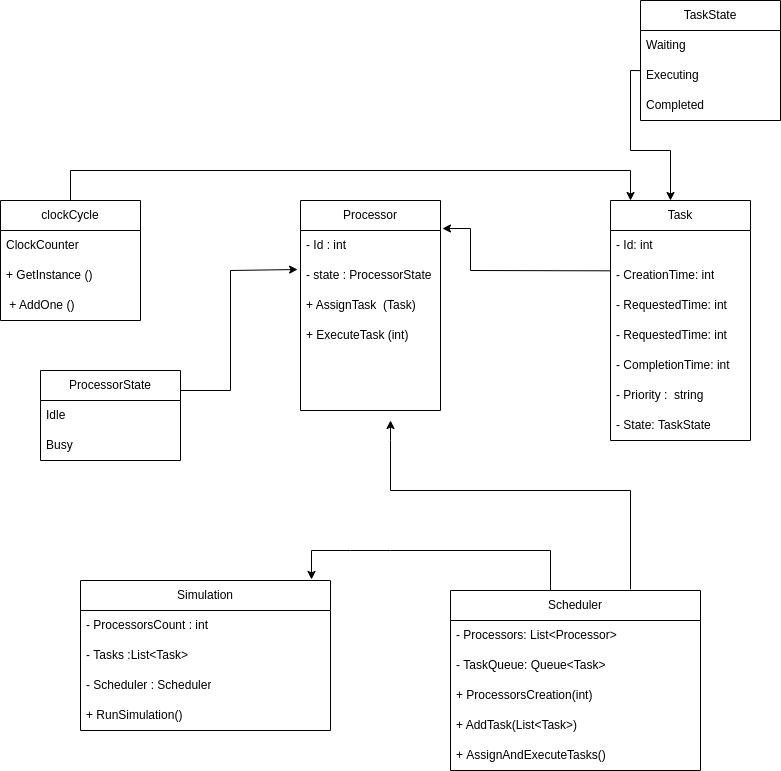 TaskState
Waiting
Executing
Completed
clockCycle
ClockCounter
+ GetInstance ()
+ AddOne ()
Processor
- Id : int
- state : ProcessorState
+ AssignTask  (Task)
+ ExecuteTask (int)
Task
- Id: int
- CreationTime: int
- RequestedTime: int
- RequestedTime: int
- CompletionTime: int
- Priority :  string
- State: TaskState
ProcessorState
Idle
Busy
Simulation
- ProcessorsCount : int
- Tasks :List<Task>
- Scheduler : Scheduler
+ RunSimulation()
Scheduler
- Processors: List<Processor>
- TaskQueue: Queue<Task>
+ ProcessorsCreation(int)
+ AddTask(List<Task>)
+ AssignAndExecuteTasks()